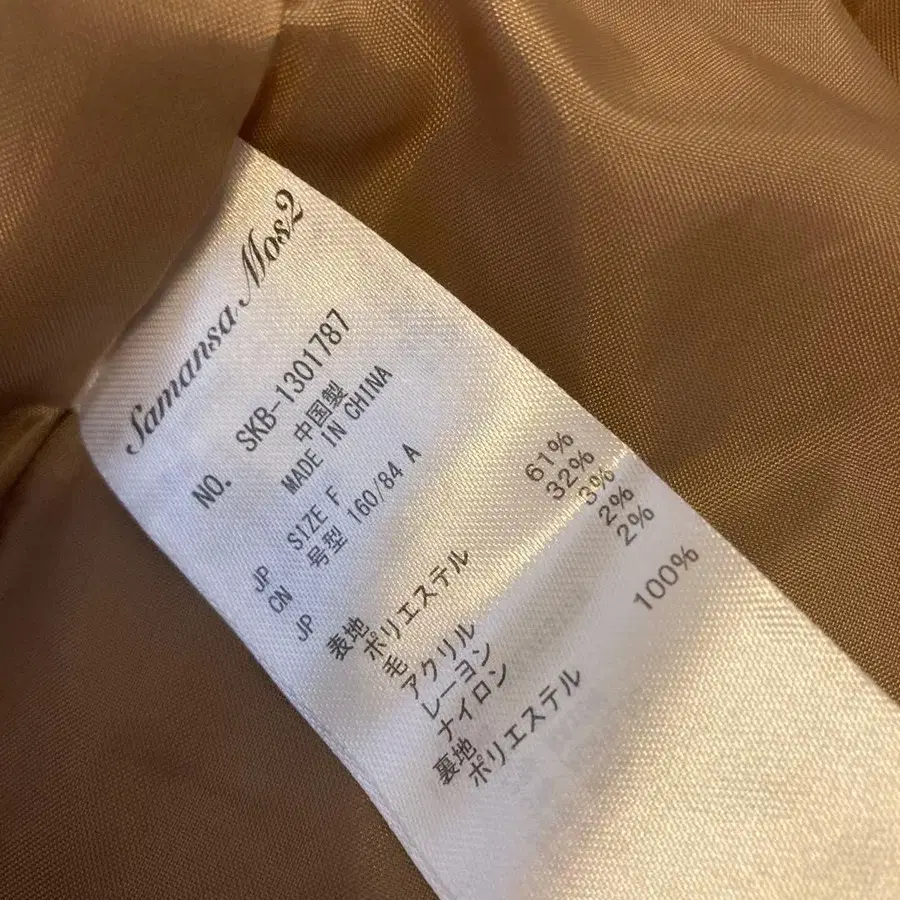 Samansa Mos2
NO. SKB-1301787
中国製
MADE IN CHINA
JP SIZE F
CN 号型 160/84 A
JP
表地
ポリエステル 61%
毛 32%
アクリル 3%
レーヨン 2%
ナイロン 2%
裏地
ポリエステル 100%